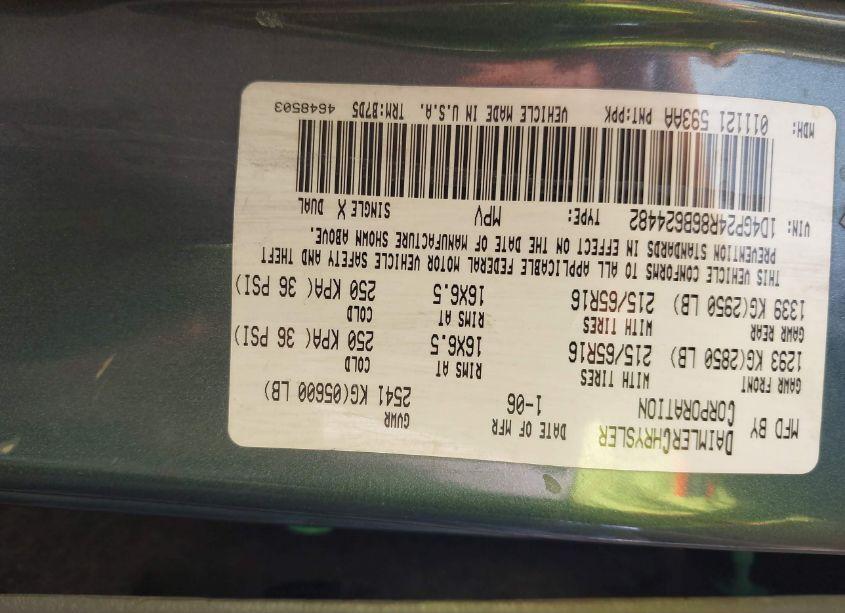 MFD BY DAIMLERCHRYSLER CORPORATION DATE OF MFR 1-06 GVWR 2541 KG(05600 LB)
GAWR FRONT WITH TIRES RIMS AT COLD
1293 KG(2850 LB) 215/65R16 16X6.5 250 KPA( 36 PSI)
GAWR REAR WITH TIRES RIMS AT COLD
1339 KG(2950 LB) 215/65R16 16X6.5 250 KPA( 36 PSI)
THIS VEHICLE CONFORMS TO ALL APPLICABLE FEDERAL MOTOR VEHICLE SAFETY AND THEFT
PREVENTION STANDARDS IN EFFECT ON THE DATE OF MANUFACTURE SHOWN ABOVE.
VIN: 1D4GP24R86B624482 TYPE: MPV SINGLE X DUAL
MDH: 011121 593AA PNT:PPK VEHICLE MADE IN U.S.A. TRM:B7D5 4648503